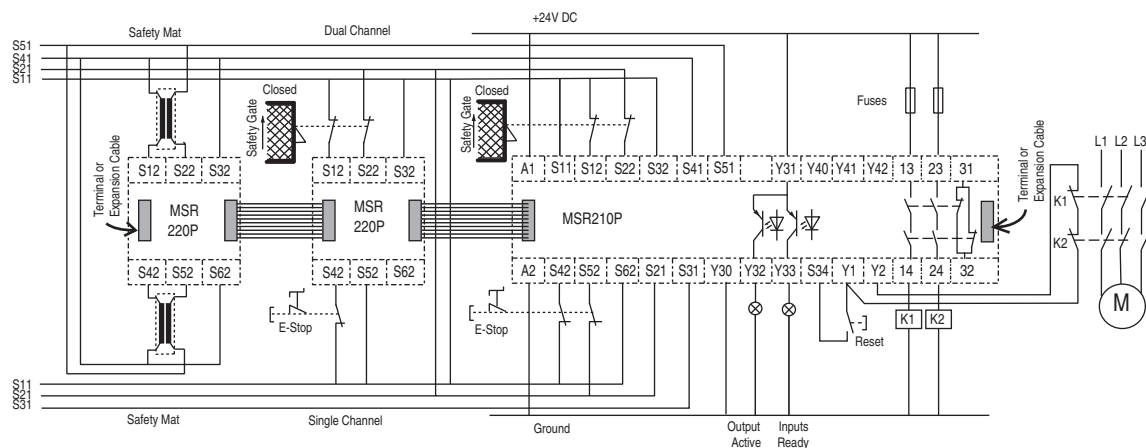 +24V DC
Safety Mat
Dual Channel
S51
S41
S21
S11
Closed
Safety Gate
Closed
Safety Gate
Fuses
L1 L2 L3
Terminal or
Expansion Cable
S12 S22 S32
S12 S22 S32
A1 S11 S12 S22 S32 S41 S51 Y31 Y40 Y41 Y42 13 23 31
Terminal or
Expansion Cable
MSR
220P
MSR
220P
MSR210P
K1
K2
S42 S52 S62
S42 S52 S62
A2 S42 S52 S62 S21 S31 Y30 Y32 Y33 S34 Y1 Y2 14 24 32
E-Stop
E-Stop
K1 K2
M
Reset
S11
S21
S31
Safety Mat
Single Channel
Ground
Output
Active
Inputs
Ready